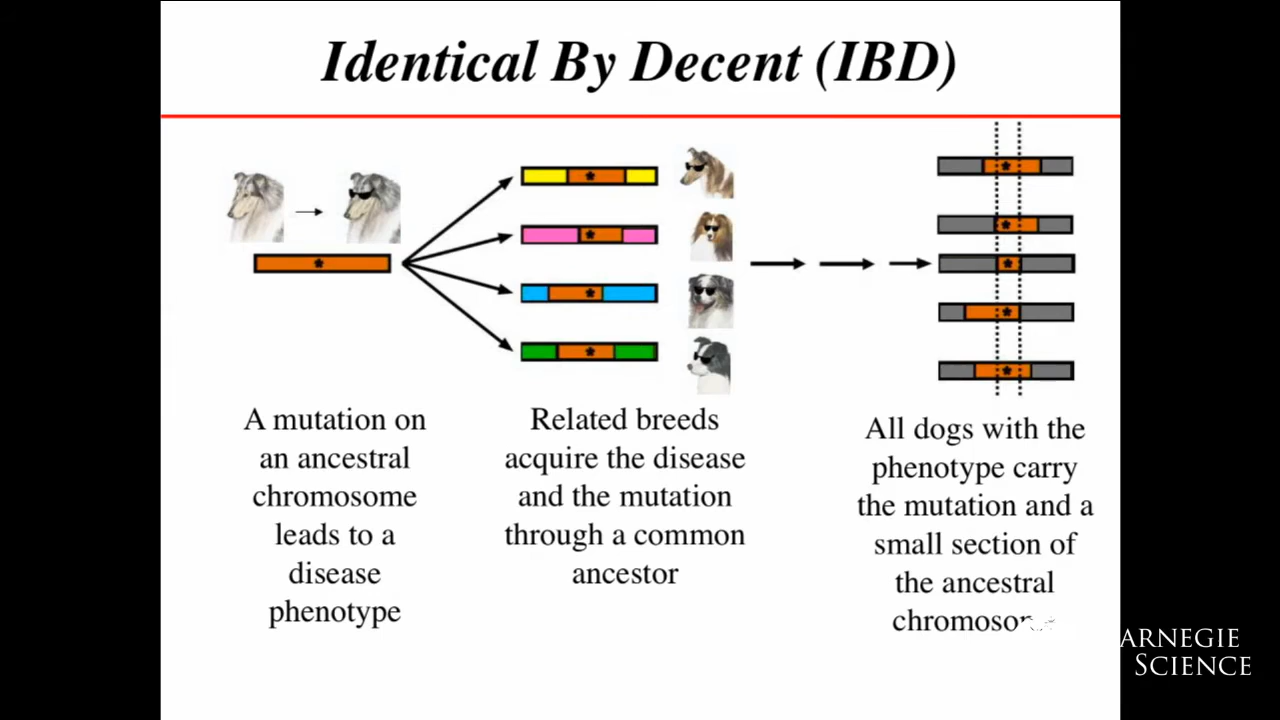 Identical By Decent (IBD)
A mutation on
an ancestral
chromosome
leads to a
disease
phenotype
Related breeds
acquire the disease
and the mutation
through a common
ancestor
All dogs with the
phenotype carry
the mutation and a
small section of
the ancestral
ARNEGIE
SCIENCE